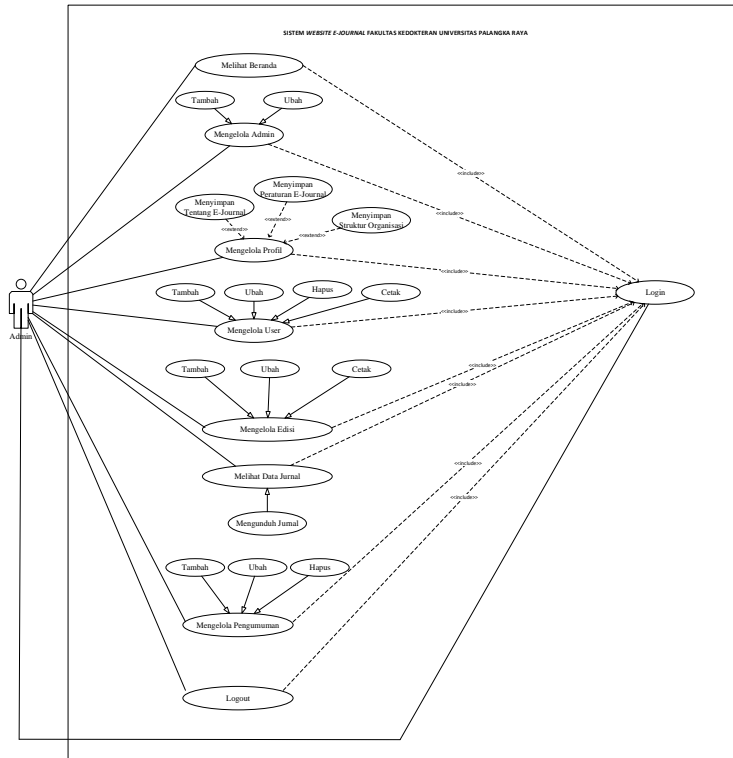 SISTEM WEBSITE E-JOURNAL FAKULTAS KEDOKTERAN UNIVERSITAS PALANGKA RAYA
Melihat Beranda
Tambah
Ubah
Mengelola Admin
<<include>>
Menyimpan
Peraturan E-Journal
Menyimpan
Tentang E-Journal
Menyimpan
Struktur Organisasi
<<extend>>
<<extend>>
<<extend>>
<<include>>
Mengelola Profil
<<include>>
Admin
Tambah
Ubah
Hapus
Cetak
Login
Mengelola User
<<include>>
Tambah
Ubah
Cetak
<<include>>
<<include>>
Mengelola Edisi
Melihat Data Jurnal
<<include>>
<<include>>
Mengunduh Jurnal
Tambah
Ubah
Hapus
Mengelola Pengumuman
Logout